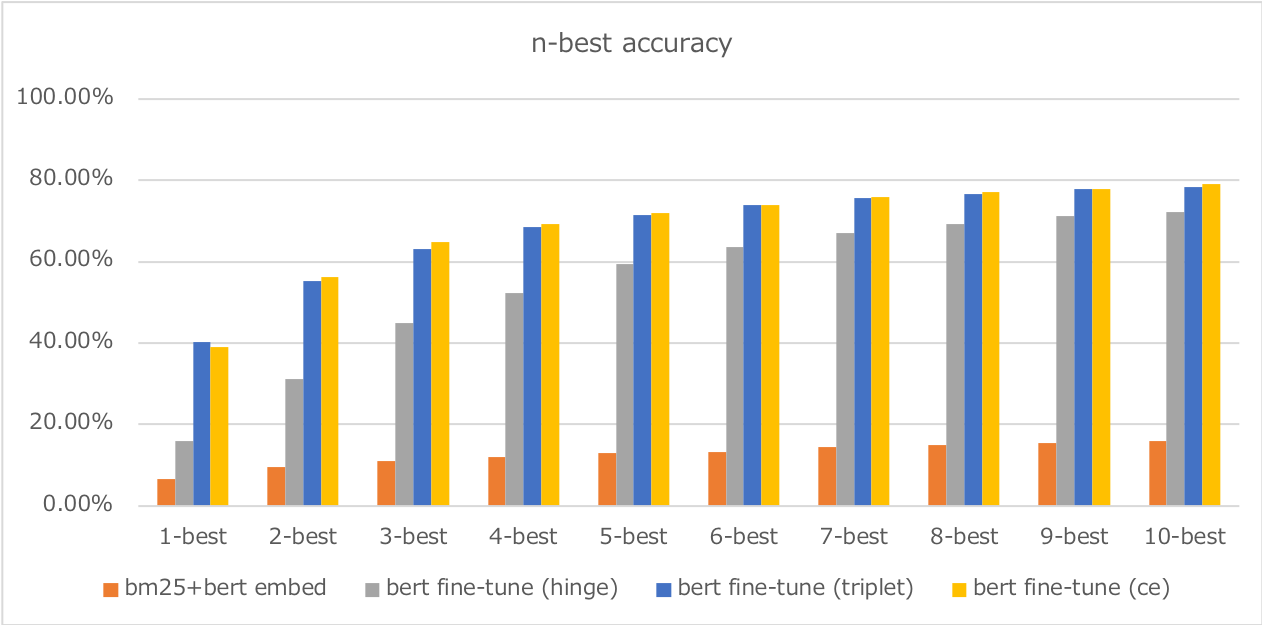 n-best accuracy
100.00%
80.00%
60.00%
40.00%
20.00%
0.00%
1-best 2-best 3-best 4-best 5-best 6-best 7-best 8-best 9-best 10-best
bm25+bert embed bert fine-tune (hinge) bert fine-tune (triplet) bert fine-tune (ce)